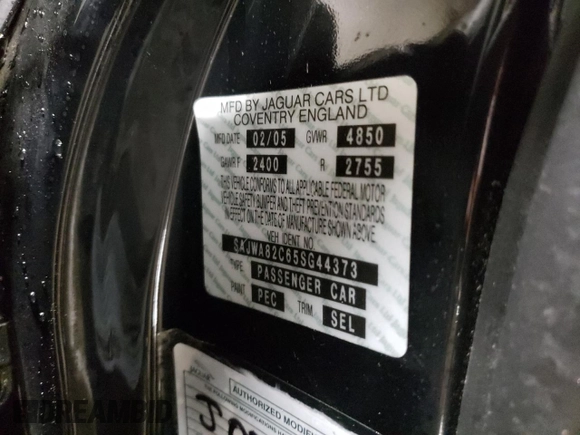 MFD BY JAGUAR CARS LTD
COVENTRY ENGLAND
MFD.DATE 02/05 GVWR 4850
GAWR F 2400 R 2755
THIS VEHICLE CONFORMS TO ALL APPLICABLE FEDERAL MOTOR
VEHICLE SAFETY BUMPER AND THEFT PREVENTION STANDARDS
INEFFECT ON THE DATE OF MANUFACTURE SHOWN ABOVE
VEH. IDENT NO.
SAJWA82C65SG44373
TYPE PASSENGER CAR
PAINT PEC TRIM SEL
AUTHORIZED MODIFI
DREAMBID